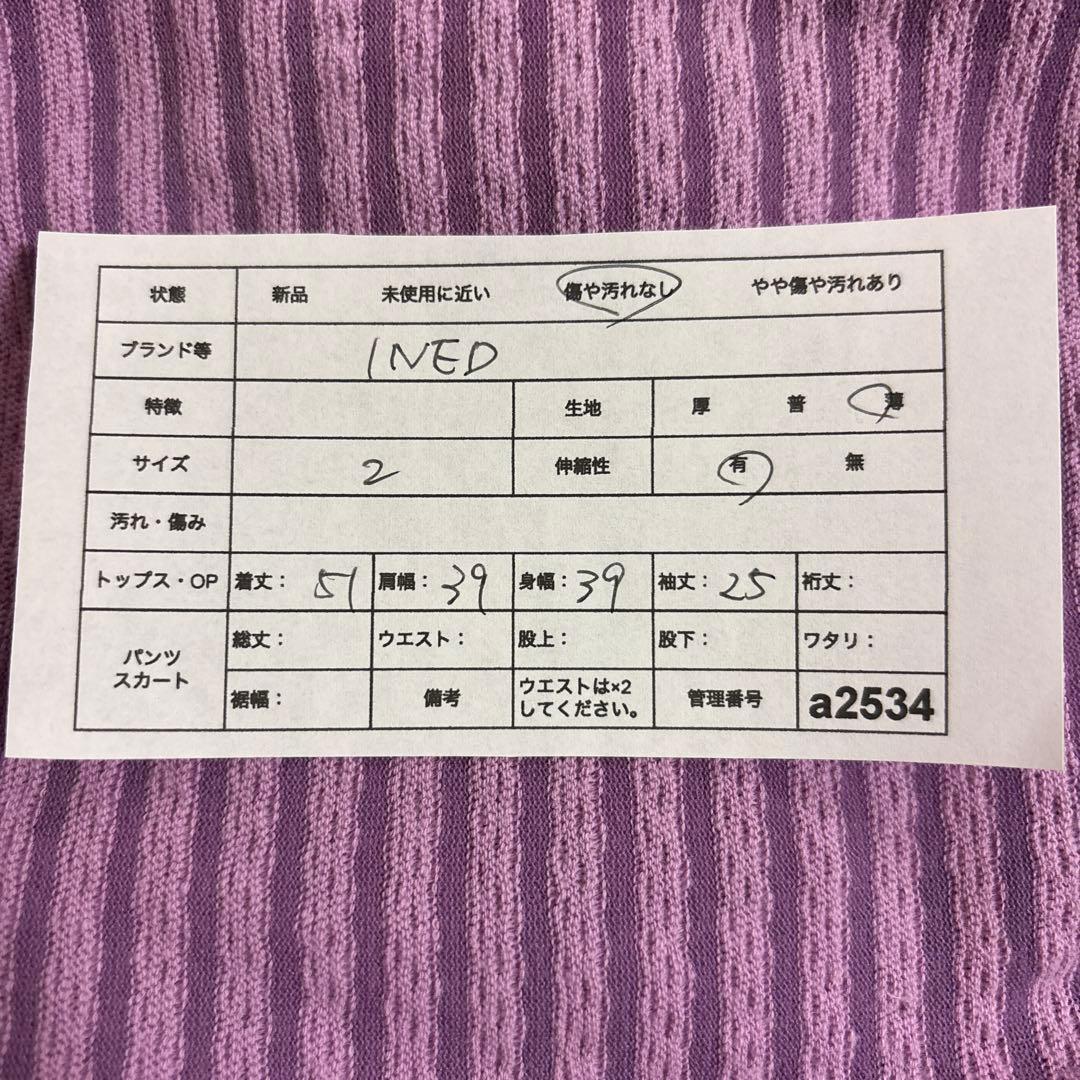 状態 新品 未使用に近い 傷や汚れなし やや傷や汚れあり
ブランド等 INED
特徴 生地 厚 普 薄
サイズ 2 伸縮性 有 無
汚れ・傷み
トップス・OP 着丈： 51 肩幅： 39 身幅： 39 袖丈： 25 裄丈：
パンツ スカート 総丈： ウエスト： 股上： 股下： ワタリ：
裾幅： 備考 ウエストは×2 してください。 管理番号 a2534